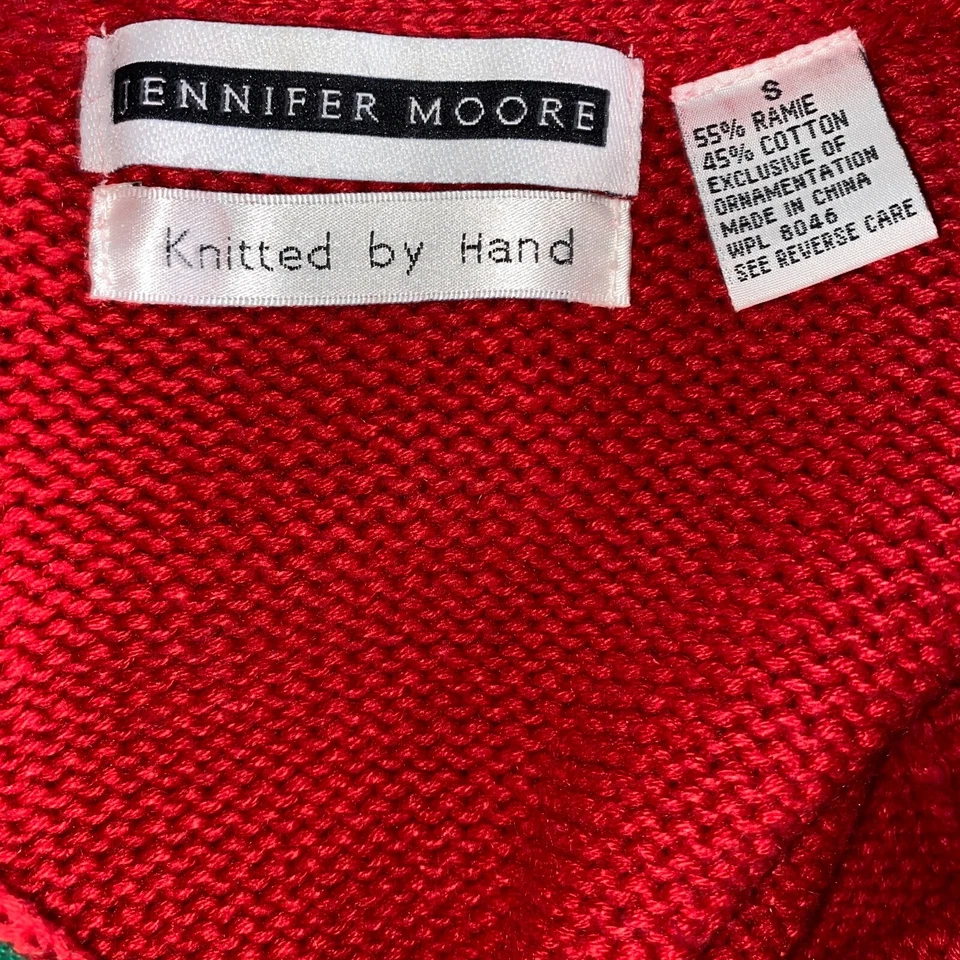 JENNIFER MOORE
Knitted by Hand
S
55% RAMIE
45% COTTON
EXCLUSIVE OF
ORNAMENTATION
MADE IN CHINA
WPL 8046
SEE REVERSE CARE